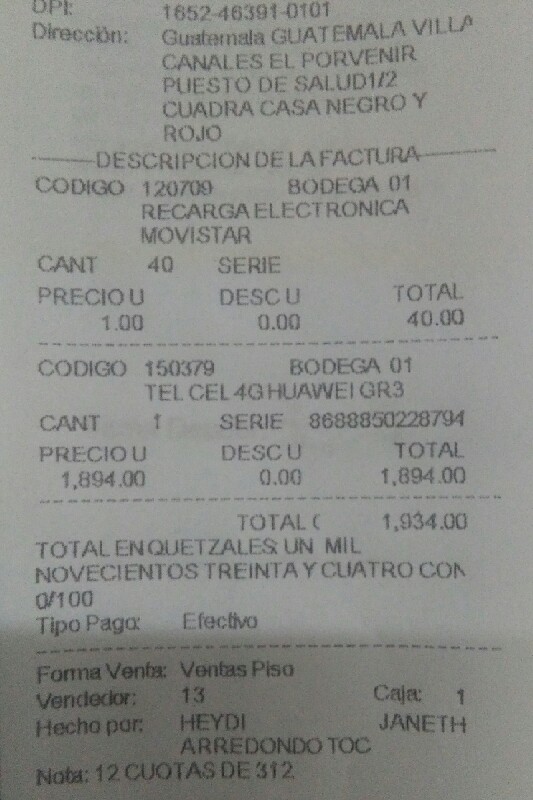 DPI: 1652-46391-0101
Dirección: Guatemala GUATEMALA VILLA
CANALES EL PORVENIR
PUESTO DE SALUD1/2
CUADRA CASA NEGRO Y
ROJO
DESCRIPCION DE LA FACTURA
CODIGO 120709 BODEGA 01
RECARGA ELECTRONICA
MOVISTAR
CANT 40 SERIE
PRECIO U DESC U TOTAL
1.00 0.00 40.00
CODIGO 150379 BODEGA 01
TEL CEL 4G HUAWEI GR3
CANT 1 SERIE 8688850228794
PRECIO U DESC U TOTAL
1,894.00 0.00 1,894.00
TOTAL ( 1,934.00
TOTAL EN QUETZALES: UN MIL
NOVECIENTOS TREINTA Y CUATRO CON
0/100
Tipo Pago: Efectivo
Forma Venta: Ventas Piso
Vendedor: 13 Caja: 1
Hecho por: HEYDI JANETH
ARREDONDO TOC
Nota: 12 CUOTAS DE 312